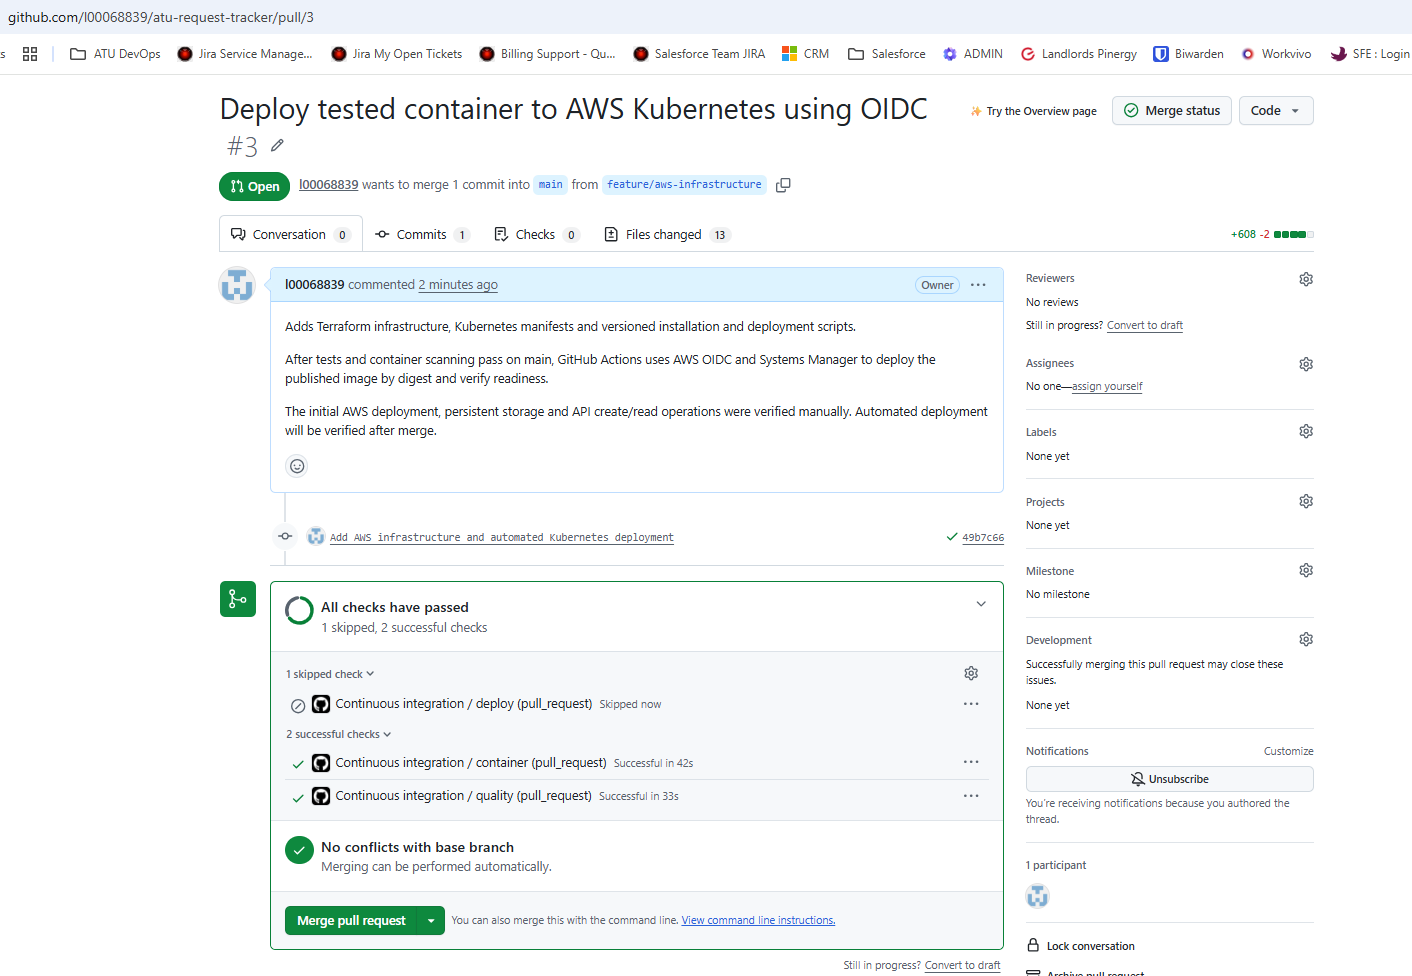 github.com/l00068839/atu-request-tracker/pull/3
s ATU DevOps Jira Service Manage... Jira My Open Tickets Billing Support - Qu... Salesforce Team JIRA CRM Salesforce ADMIN Landlords Pinergy Biwarden Workvivo SFE : Login
Deploy tested container to AWS Kubernetes using OIDC
#3
Try the Overview page Merge status Code
Open l00068839 wants to merge 1 commit into main from feature/aws-infrastructure
Conversation 0 Commits 1 Checks 0 Files changed 13 +608 -2
l00068839 commented 2 minutes ago Owner
Adds Terraform infrastructure, Kubernetes manifests and versioned installation and deployment scripts.
After tests and container scanning pass on main, GitHub Actions uses AWS OIDC and Systems Manager to deploy the
published image by digest and verify readiness.
The initial AWS deployment, persistent storage and API create/read operations were verified manually. Automated deployment
will be verified after merge.
Add AWS infrastructure and automated Kubernetes deployment 49b7c66
All checks have passed
1 skipped, 2 successful checks
1 skipped check
Continuous integration / deploy (pull_request) Skipped now
2 successful checks
Continuous integration / container (pull_request) Successful in 42s
Continuous integration / quality (pull_request) Successful in 33s
No conflicts with base branch
Merging can be performed automatically.
Merge pull request You can also merge this with the command line. View command line instructions.
Still in progress? Convert to draft
Reviewers
No reviews
Still in progress? Convert to draft
Assignees
No one—assign yourself
Labels
None yet
Projects
None yet
Milestone
No milestone
Development
Successfully merging this pull request may close these
issues.
None yet
Notifications Customize
Unsubscribe
You're receiving notifications because you authored the
thread.
1 participant
Lock conversation
Archive pull request